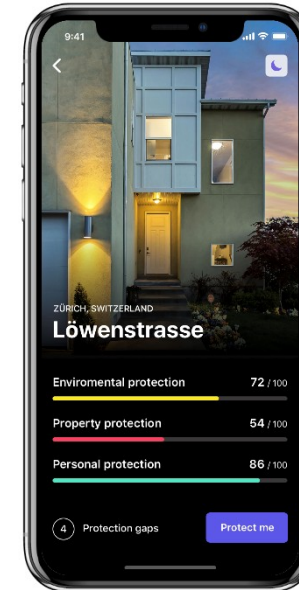 9:41
ZÜRICH, SWITZERLAND
Löwenstrasse
Enviromental protection 72 / 100
Property protection 54 / 100
Personal protection 86 / 100
4 Protection gaps Protect me